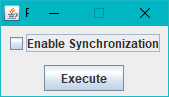 F
Enable Synchronization
Execute